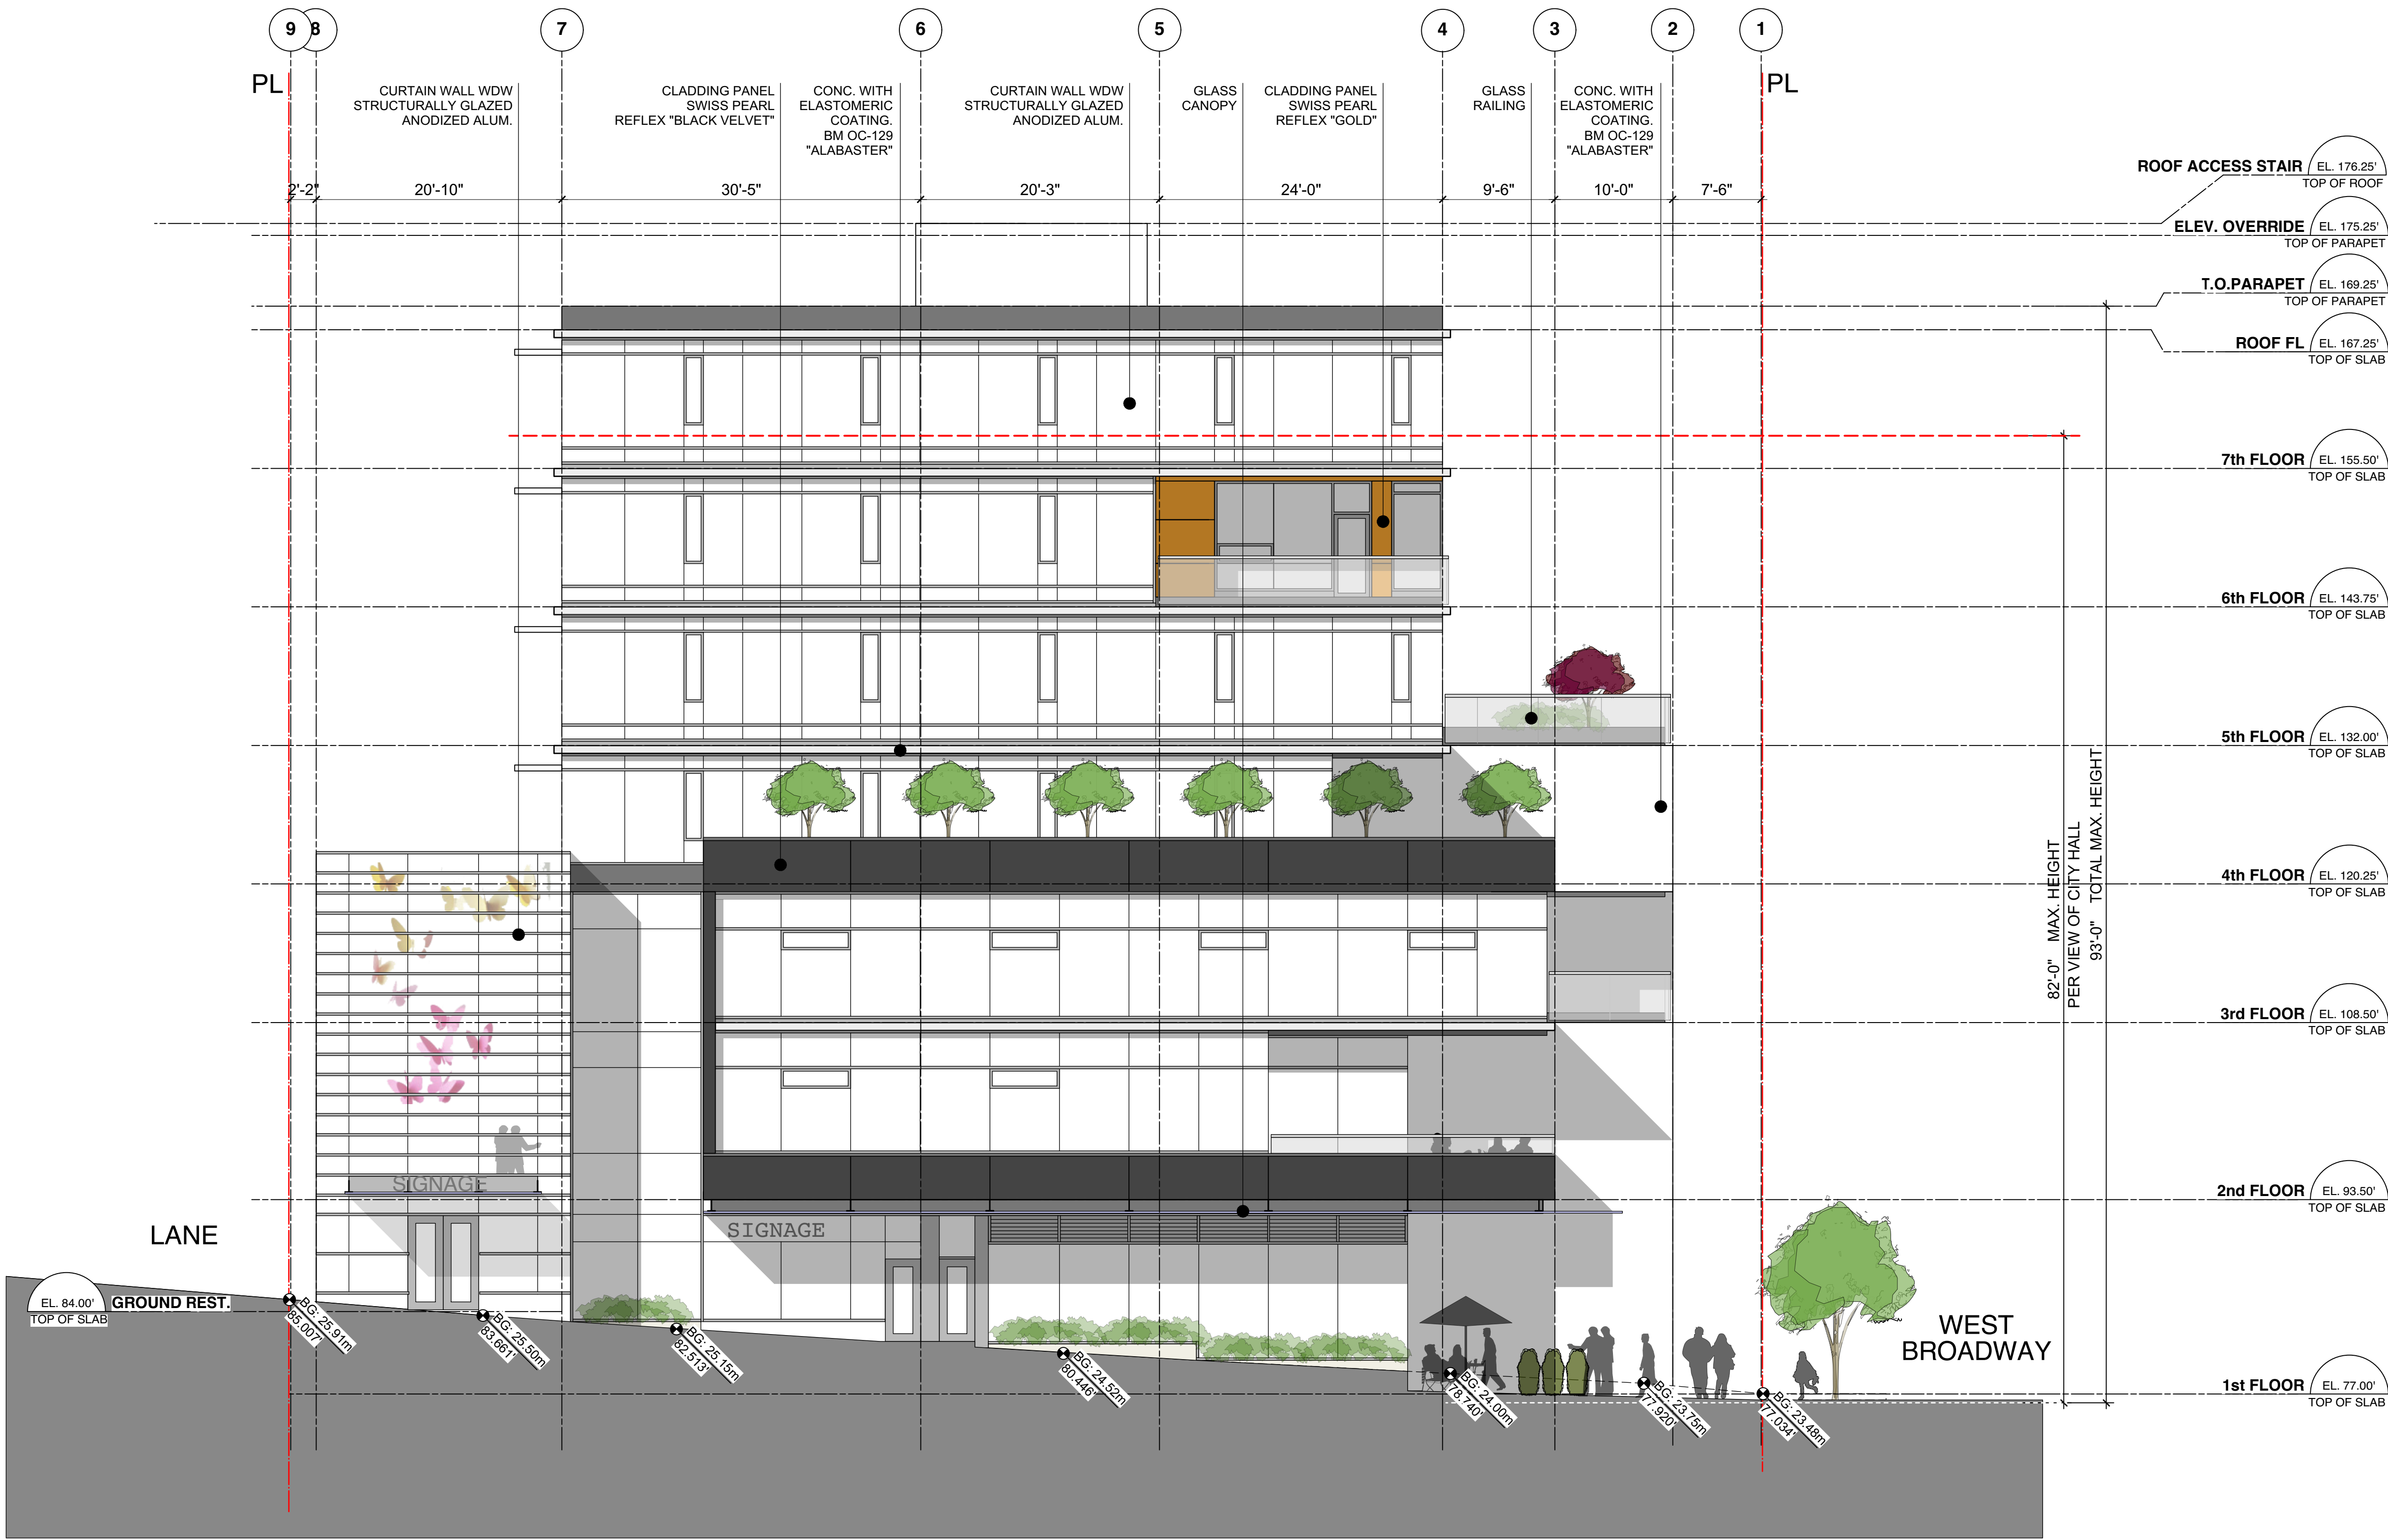 9 8 7 6 5 4 3 2 1
PL
PL
CURTAIN WALL WDW
STRUCTURALLY GLAZED
ANODIZED ALUM.
CLADDING PANEL
SWISS PEARL
REFLEX "BLACK VELVET"
CONC. WITH
ELASTOMERIC
COATING.
BM OC-129
"ALABASTER"
CURTAIN WALL WDW
STRUCTURALLY GLAZED
ANODIZED ALUM.
GLASS
CANOPY
CLADDING PANEL
SWISS PEARL
REFLEX "GOLD"
GLASS
RAILING
CONC. WITH
ELASTOMERIC
COATING.
BM OC-129
"ALABASTER"
2'-2" 20'-10" 30'-5" 20'-3" 24'-0" 9'-6" 10'-0" 7'-6"
ROOF ACCESS STAIR EL. 176.25'
TOP OF ROOF
ELEV. OVERRIDE EL. 175.25'
TOP OF PARAPET
T.O.PARAPET EL. 169.25'
TOP OF PARAPET
ROOF FL EL. 167.25'
TOP OF SLAB
7th FLOOR EL. 155.50'
TOP OF SLAB
6th FLOOR EL. 143.75'
TOP OF SLAB
5th FLOOR EL. 132.00'
TOP OF SLAB
4th FLOOR EL. 120.25'
TOP OF SLAB
3rd FLOOR EL. 108.50'
TOP OF SLAB
2nd FLOOR EL. 93.50'
TOP OF SLAB
1st FLOOR EL. 77.00'
TOP OF SLAB
82'-0" MAX. HEIGHT
PER VIEW OF CITY HALL
93'-0" TOTAL MAX. HEIGHT
SIGNAGE
SIGNAGE
LANE
EL. 84.00' GROUND REST.
TOP OF SLAB
BG: 25.91m
85.007'
BG: 25.50m
83.661'
BG: 25.15m
82.513'
BG: 24.52m
80.446'
BG: 24.00m
78.740'
BG: 23.75m
77.920'
BG: 23.48m
77.034'
WEST
BROADWAY